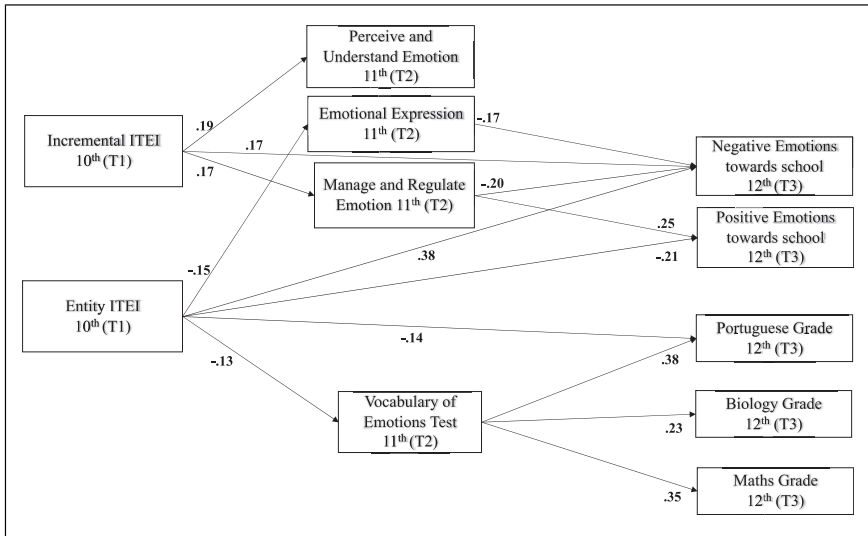 Perceive and
Understand Emotion
11th (T2)
Emotional Expression
11th (T2)
-.17
.19
Incremental ITEI
10th (T1)
.17
.17
Negative Emotions
towards school
12th (T3)
Manage and Regulate
Emotion 11th (T2)
-.20
.25
Positive Emotions
towards school
12th (T3)
.38
-.21
-.15
Entity ITEI
10th (T1)
-.14
-.13
Portuguese Grade
12th (T3)
.38
Vocabulary of
Emotions Test
11th (T2)
Biology Grade
12th (T3)
.23
Maths Grade
12th (T3)
.35